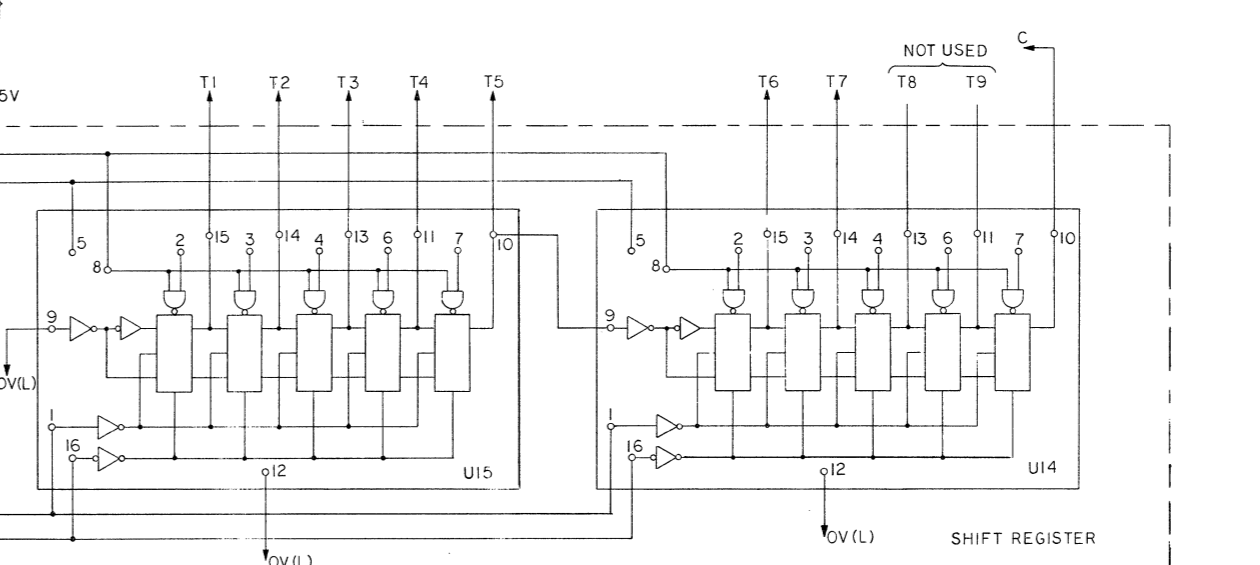 C
NOT USED
T1 T2 T3 T4 T5 T6 T7 T8 T9
5V
5 2 15 3 14 4 13 6 11 7 10 5 2 15 3 14 4 13 6 11 7 10
8 8
9 9
0V(L)
1 1
16 16
12 U15 12 U14
0V(L) SHIFT REGISTER
0V(L)